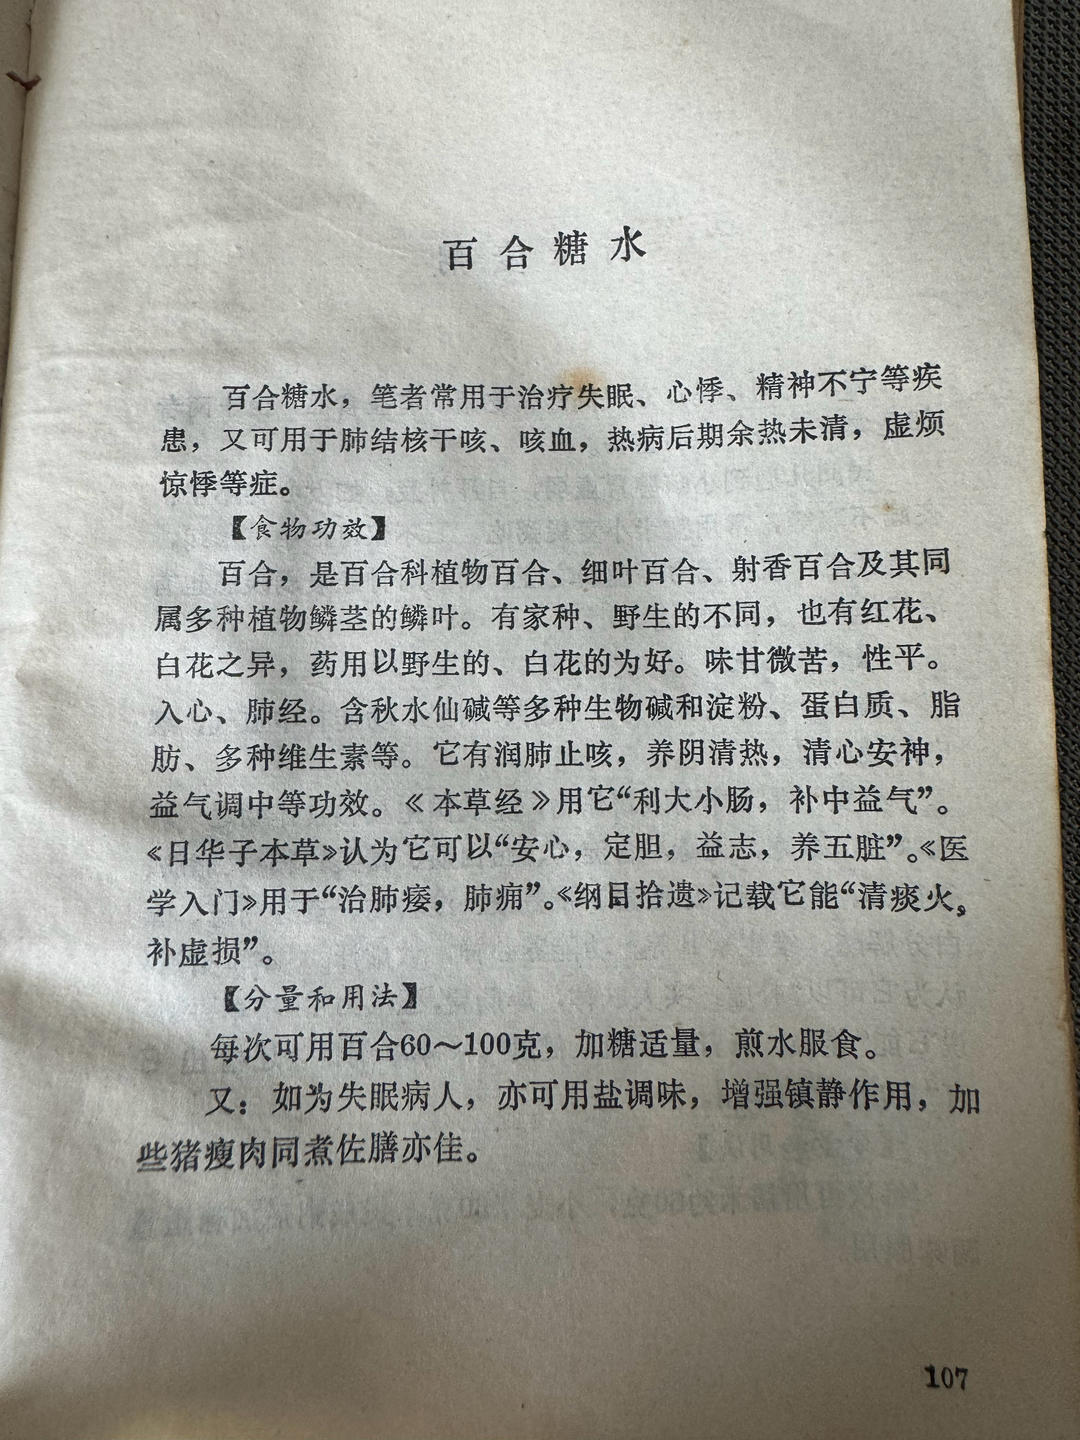 百合糖水
百合糖水，笔者常用于治疗失眠、心悸、精神不宁等疾
患，又可用于肺结核干咳、咳血，热病后期余热未清，虚烦
惊悸等症。
【食物功效】
百合，是百合科植物百合、细叶百合、射香百合及其同
属多种植物鳞茎的鳞叶。有家种、野生的不同，也有红花、
白花之异，药用以野生的、白花的为好。味甘微苦，性平。
入心、肺经。含秋水仙碱等多种生物碱和淀粉、蛋白质、脂
肪、多种维生素等。它有润肺止咳，养阴清热，清心安神，
益气调中等功效。《本草经》用它“利大小肠，补中益气”。
《日华子本草》认为它可以“安心，定胆，益志，养五脏”。《医
学入门》用于“治肺痿，肺痈”。《纲目拾遗》记载它能“清痰火，
补虚损”。
【分量和用法】
每次可用百合60～100克，加糖适量，煎水服食。
又：如为失眠病人，亦可用盐调味，增强镇静作用，加
些猪瘦肉同煮佐膳亦佳。
107